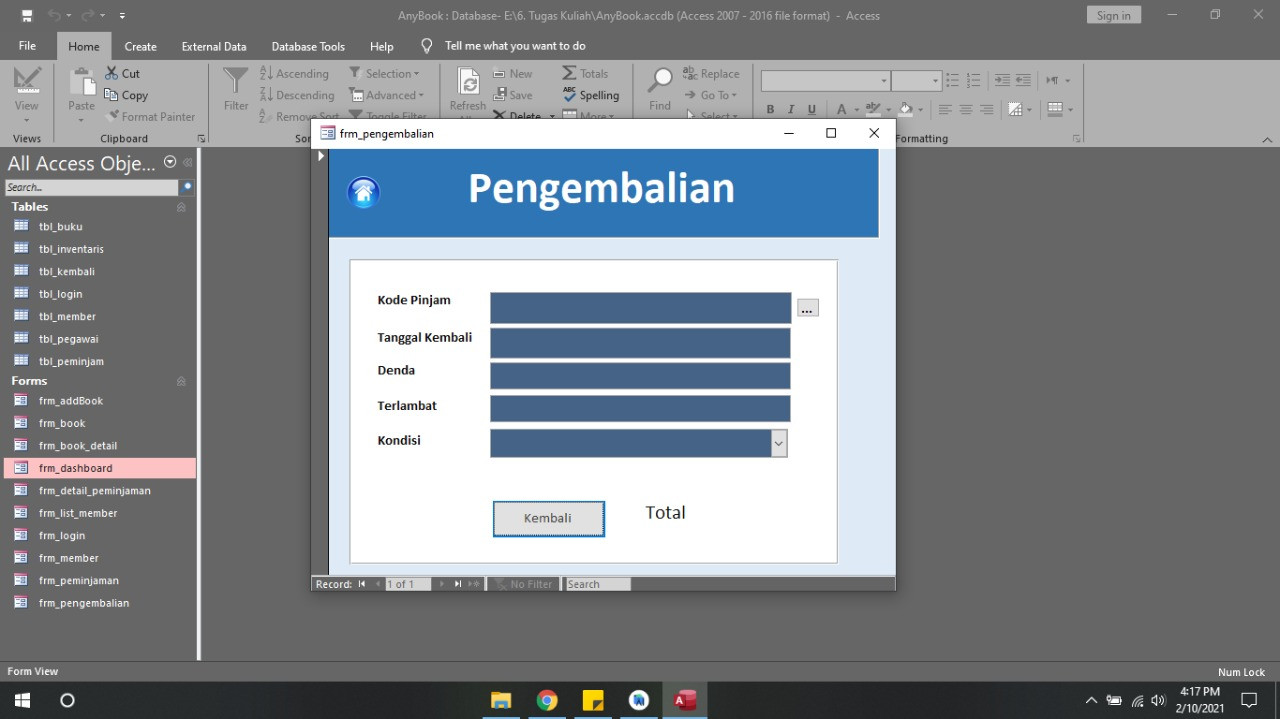 AnyBook : Database- E:\6. Tugas Kuliah\AnyBook.accdb (Access 2007 - 2016 file format) - Access
Sign in
File Home Create External Data Database Tools Help Tell me what you want to do
View
Views
Paste
Cut
Copy
Format Painter
Clipboard
Filter
Ascending
Descending
Remove Sort
Selection
Advanced
Toggle Filter
Refresh
All
New
Save
Delete
Totals
Spelling
More
Find
Replace
Go To
Select
B I U A
Formatting
All Access Obje...
Search...
Tables
tbl_buku
tbl_inventaris
tbl_kembali
tbl_login
tbl_member
tbl_pegawai
tbl_peminjam
Forms
frm_addBook
frm_book
frm_book_detail
frm_dashboard
frm_detail_peminjaman
frm_list_member
frm_login
frm_member
frm_peminjaman
frm_pengembalian
frm_pengembalian
Pengembalian
Kode Pinjam
...
Tanggal Kembali
Denda
Terlambat
Kondisi
Kembali Total
Record: 1 of 1 No Filter Search
Form View Num Lock
4:17 PM
2/10/2021